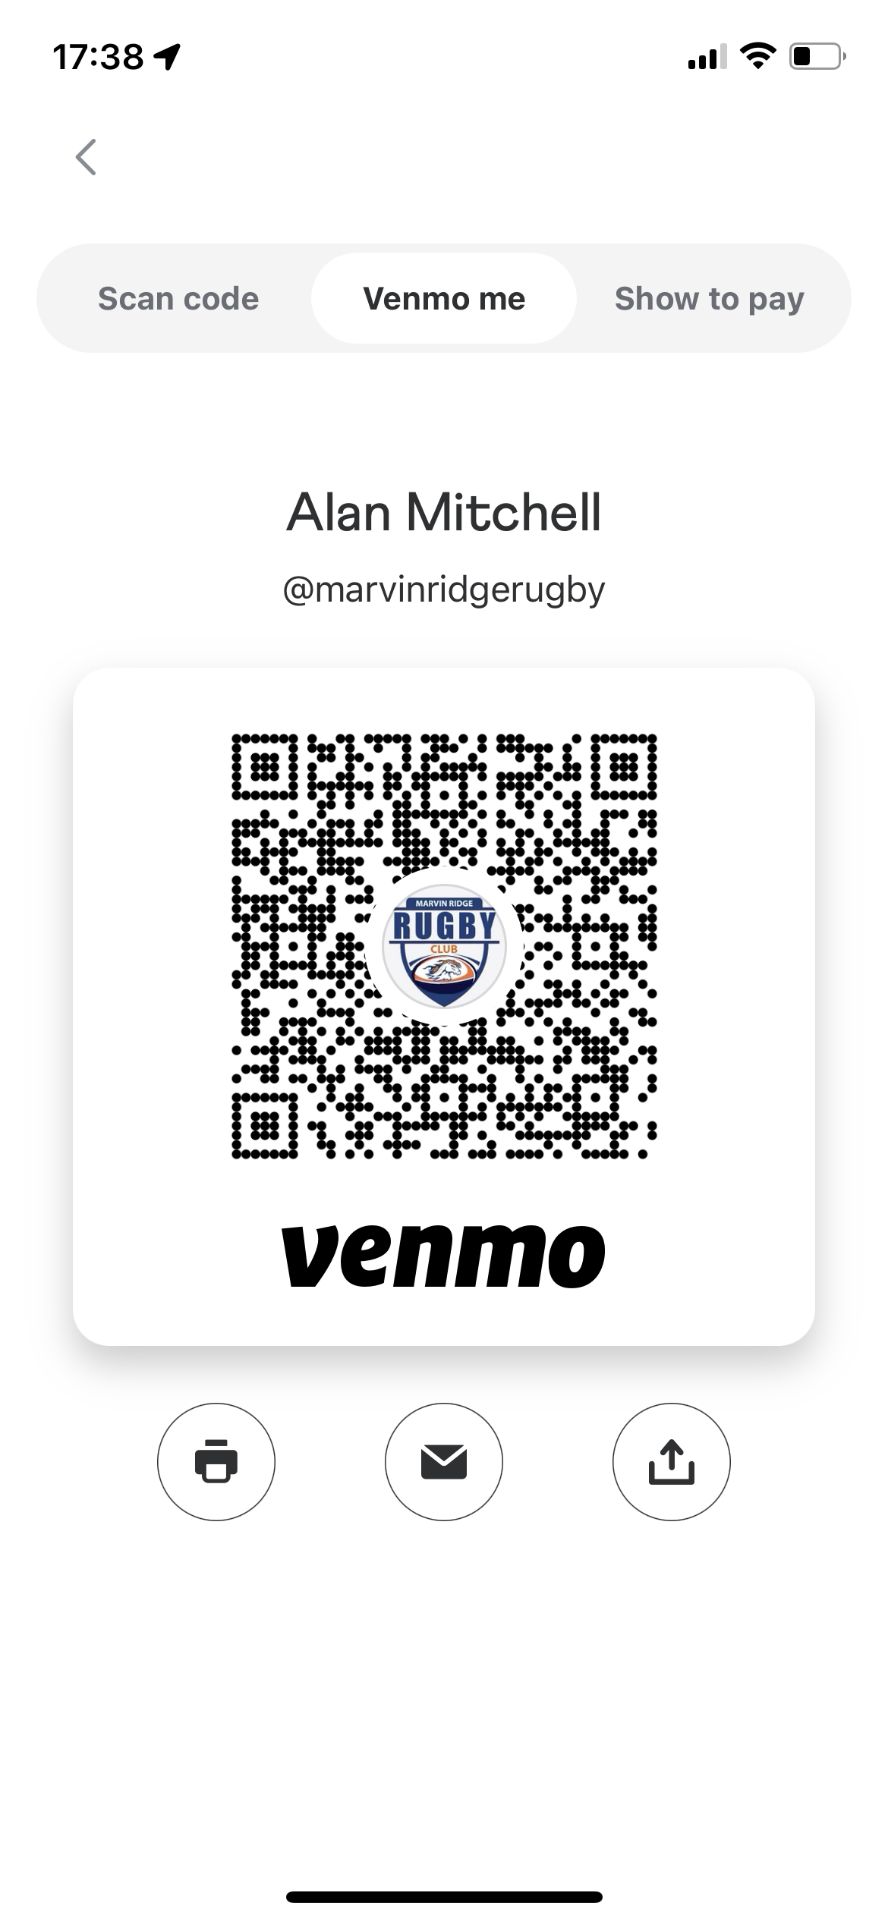 17:38
Scan code Venmo me Show to pay
Alan Mitchell
@marvinridgerugby
MARVIN RIDGE
RUGBY
CLUB
venmo